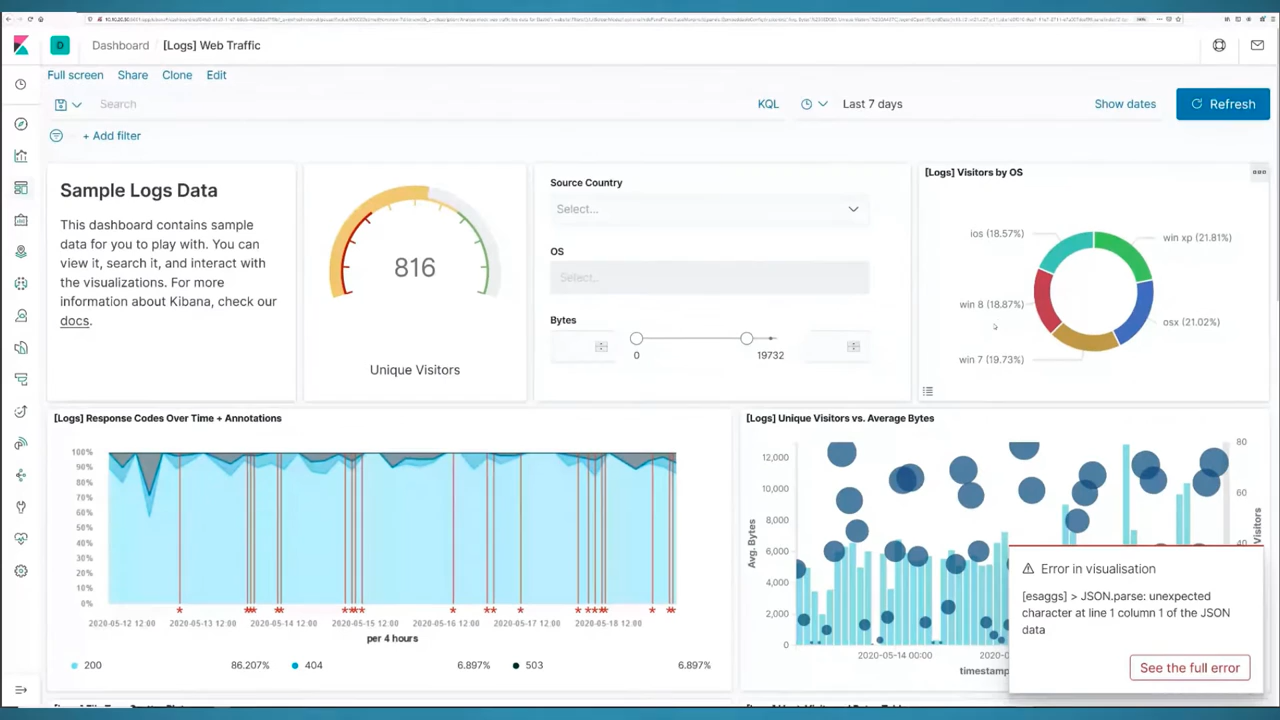 D
Dashboard / [Logs] Web Traffic
Full screen Share Clone Edit
Search
KQL
Last 7 days
Show dates
Refresh
+ Add filter
Sample Logs Data
This dashboard contains sample
data for you to play with. You can
view it, search it, and interact with
the visualizations. For more
information about Kibana, check our
docs.
816
Unique Visitors
Source Country
Select...
OS
Select...
Bytes
0
19732
[Logs] Visitors by OS
ios (18.57%)
win xp (21.81%)
win 8 (18.87%)
osx (21.02%)
win 7 (19.73%)
[Logs] Response Codes Over Time + Annotations
100%
90%
80%
70%
60%
50%
40%
30%
20%
10%
0%
2020-05-12 12:00 2020-05-13 12:00 2020-05-14 12:00 2020-05-15 12:00 2020-05-16 12:00 2020-05-17 12:00 2020-05-18 12:00
per 4 hours
200 86.207% 404 6.897% 503 6.897%
[Logs] Unique Visitors vs. Average Bytes
12,000
10,000
8,000
6,000
4,000
2,000
0
Avg. Bytes
80
60
40
Visitors
2020-05-14 00:00
2020-0
timestamp
Error in visualisation
[esaggs] > JSON.parse: unexpected
character at line 1 column 1 of the JSON
data
See the full error